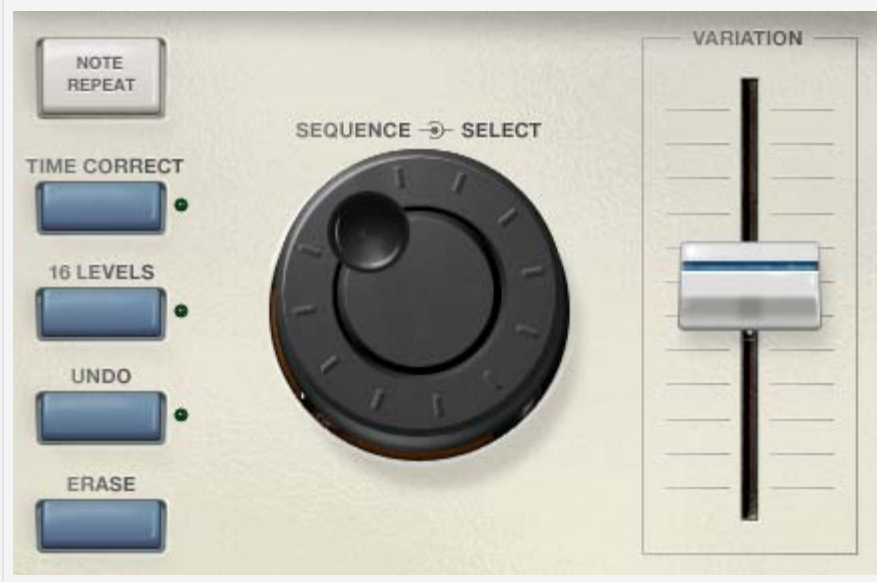 NOTE
REPEAT
TIME CORRECT
16 LEVELS
UNDO
ERASE
SEQUENCE SELECT
VARIATION